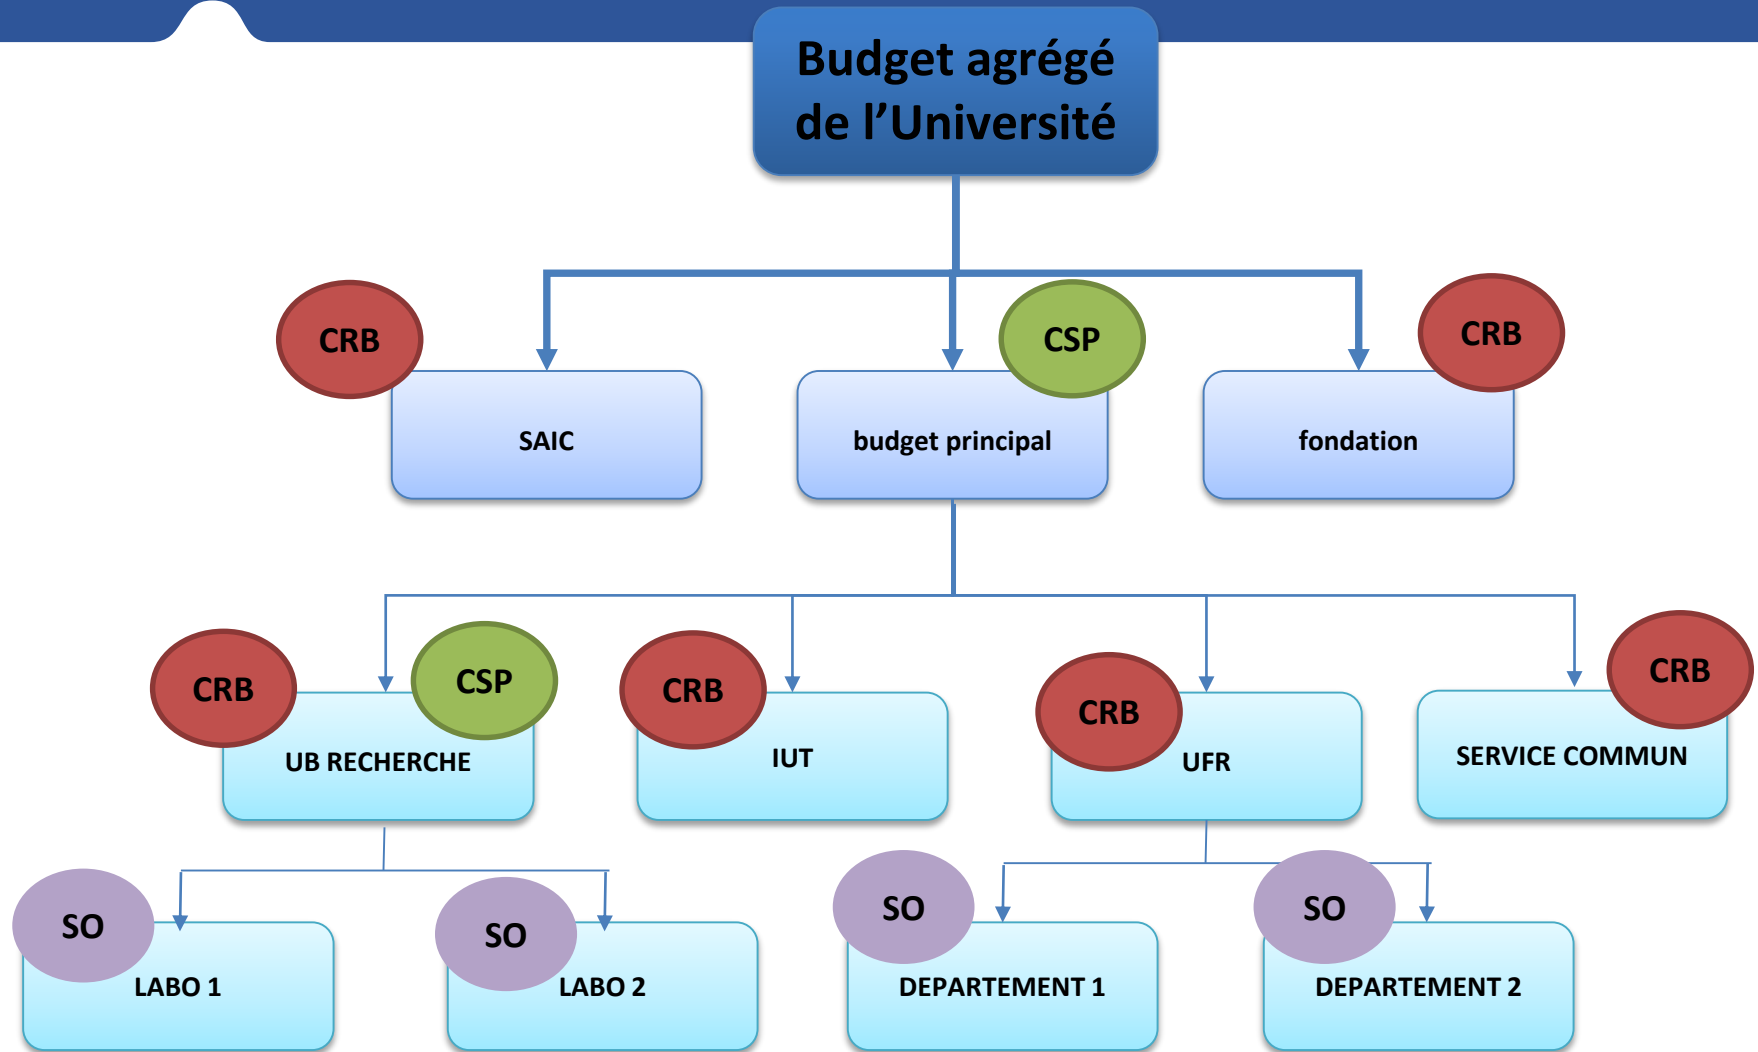 Budget agrégé
de l’Université
CRB
CSP
CRB
SAIC
budget principal
fondation
CRB
CSP
CRB
CRB
CRB
UB RECHERCHE
IUT
UFR
SERVICE COMMUN
SO
SO
SO
SO
LABO 1
LABO 2
DEPARTEMENT 1
DEPARTEMENT 2